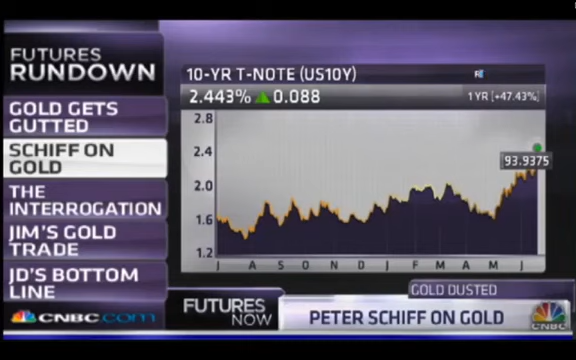 FUTURES
RUNDOWN
GOLD GETS
GUTTED
SCHIFF ON
GOLD
THE
INTERROGATION
JIM'S GOLD
TRADE
JD'S BOTTOM
LINE
CNBC.COM
10-YR T-NOTE (US10Y)
2.443% ▲ 0.088
1 YR [+47.43%]
2.8
2.4
2.0
1.6
1.2
93.9375
J A S O N D J F M A M J
GOLD DUSTED
FUTURES
NOW
PETER SCHIFF ON GOLD
CNBC